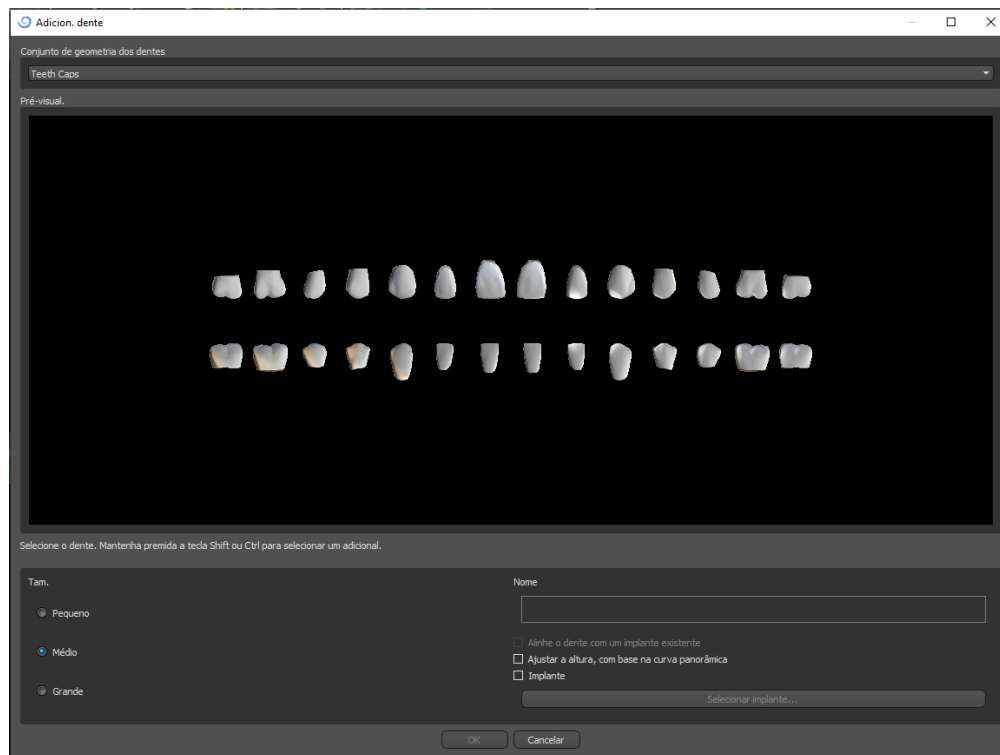 Adicion. dente
Conjunto de geometria dos dentes
Teeth Caps
Pré-visual.
Selecione o dente. Mantenha premida a tecla Shift ou Ctrl para selecionar um adicional.
Tam.
Pequeno
Médio
Grande
Nome
Alinhe o dente com um implante existente
Ajustar a altura, com base na curva panorâmica
Implante
Selecionar implante...
OK
Cancelar